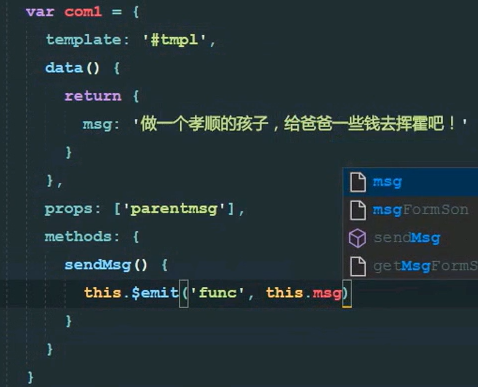 var com1 = {
template: '#tmpl',
data() {
return {
msg: '做一个孝顺的孩子，给爸爸一些钱去挥霍吧！'
}
},
props: ['parentmsg'],
methods: {
sendMsg() {
this.$emit('func', this.msg)
}
}
}
msg
msgFormSon
sendMsg
getMsgFormS